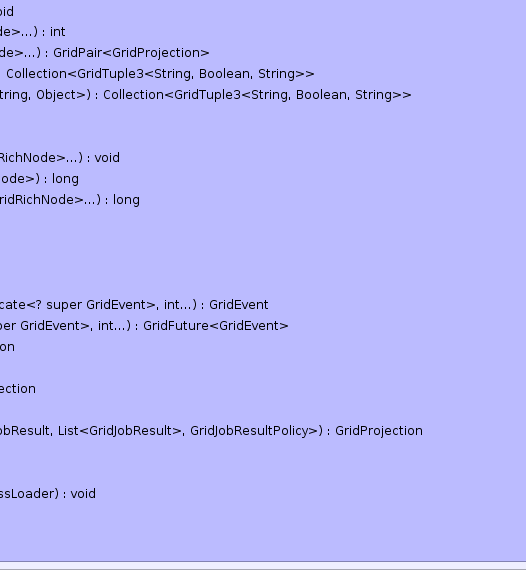 oid
de>...) : int
de>...) : GridPair<GridProjection>
Collection<GridTuple3<String, Boolean, String>>
tring, Object>) : Collection<GridTuple3<String, Boolean, String>>
RichNode>...) : void
ode>) : long
ridRichNode>...) : long
cate<? super GridEvent>, int...) : GridEvent
per GridEvent>, int...) : GridFuture<GridEvent>
on
ection
obResult, List<GridJobResult>, GridJobResultPolicy>) : GridProjection
ssLoader) : void